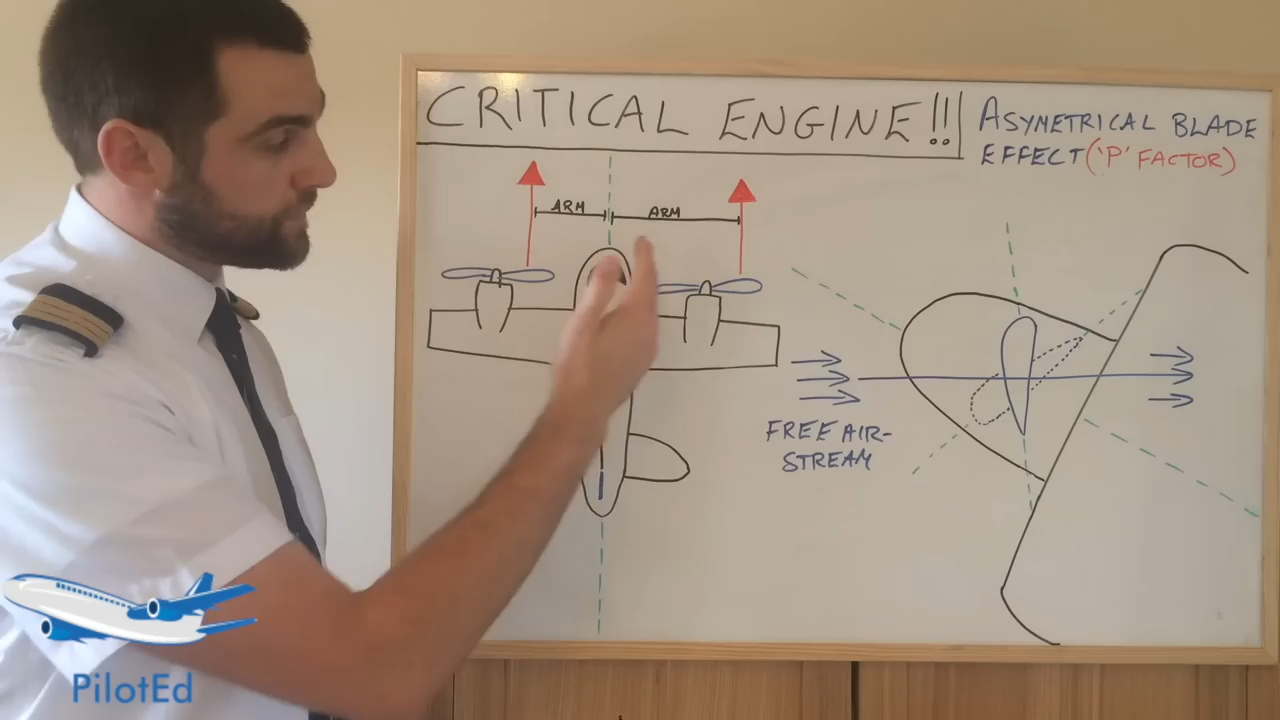 CRITICAL ENGINE!!
ASYMETRICAL BLADE
EFFECT ('P' FACTOR)
ARM
ARM
FREE AIR-
STREAM
PilotEd